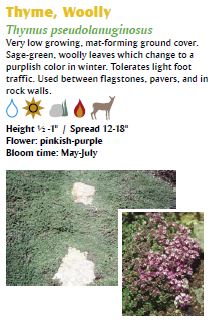 Thyme, Woolly
Thymus pseudolanuginosus
Very low growing, mat-forming ground cover.
Sage-green, woolly leaves which change to a
purplish color in winter. Tolerates light foot
traffic. Used between flagstones, pavers, and in
rock walls.
Height ½ -1" / Spread 12-18"
Flower: pinkish-purple
Bloom time: May-July